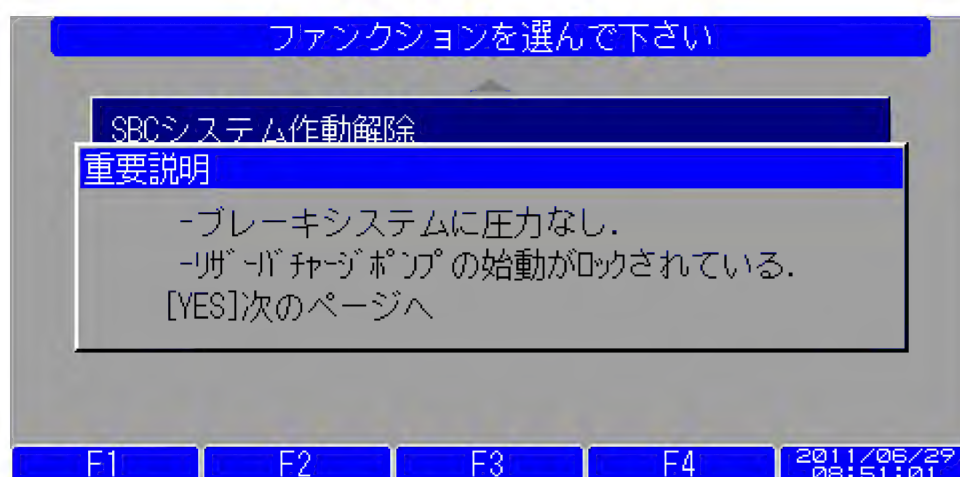 ファンクションを選んで下さい
SBCシステム作動解除
重要説明
-ブレーキシステムに圧力なし.
-ﾘｻﾞｰﾊﾞﾁｬｰｼﾞﾎﾟﾝﾌﾟの始動がﾛｯｸされている.
[YES]次のページへ
F1 F2 F3 F4 2011/06/29
08:51:01